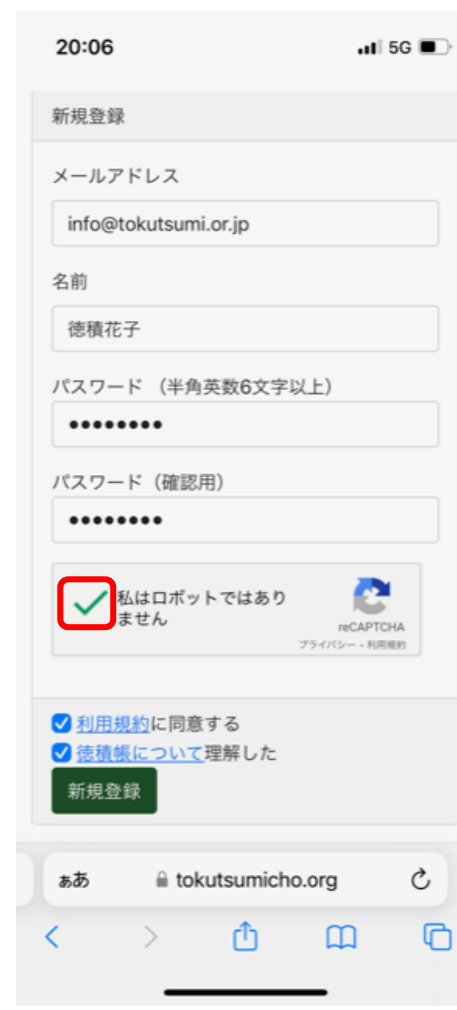 20:06
5G
新規登録
メールアドレス
info@tokutsumi.or.jp
名前
徳積花子
パスワード （半角英数6文字以上）
••••••••
パスワード（確認用）
••••••••
私はロボットではあり
ません
reCAPTCHA
プライバシー - 利用規約
利用規約に同意する
徳積帳について理解した
新規登録
ぁあ
tokutsumicho.org